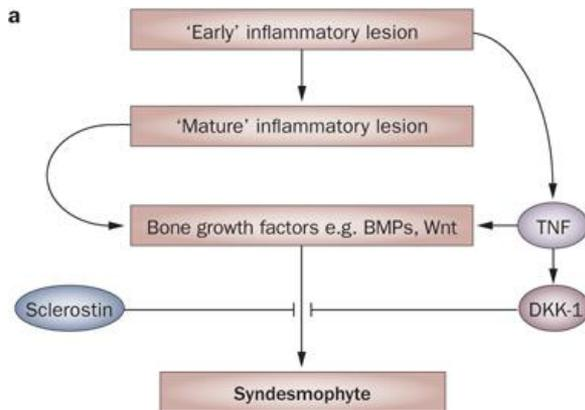 a
‘Early’ inflammatory lesion
‘Mature’ inflammatory lesion
Bone growth factors e.g. BMPs, Wnt
TNF
Sclerostin
DKK-1
Syndesmophyte